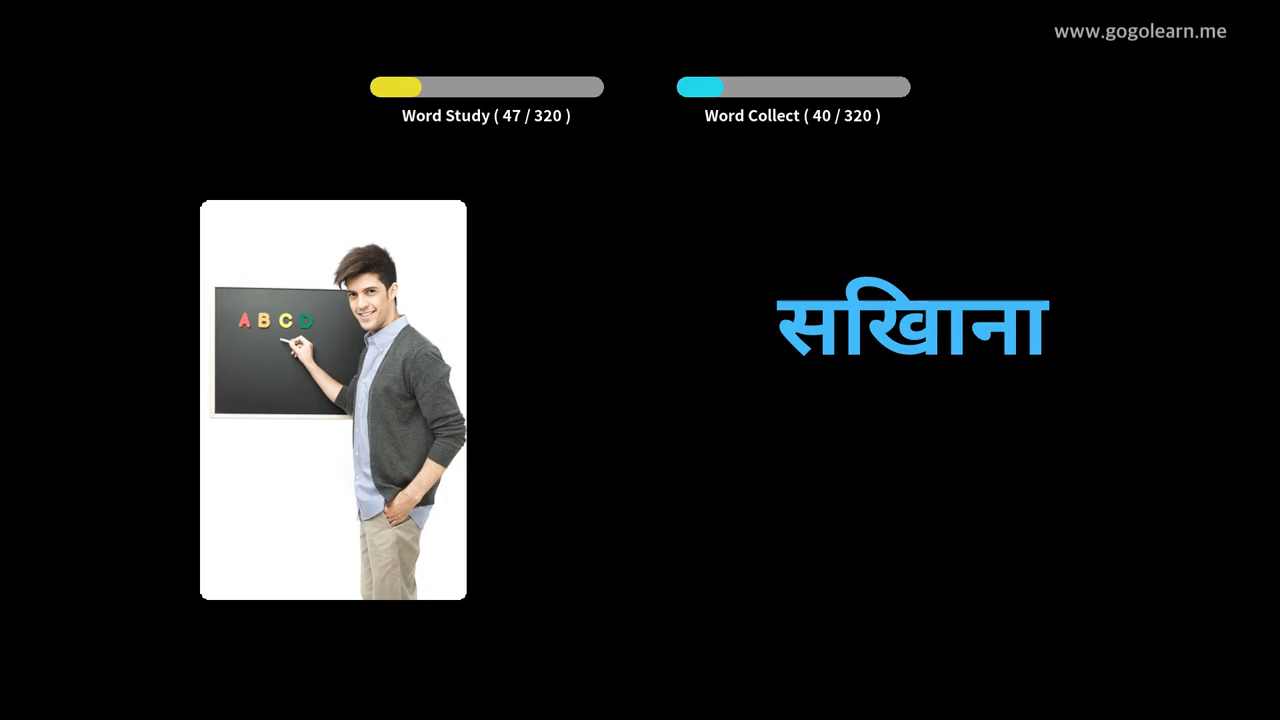 www.gogolearn.me
Word Study ( 47 / 320 )
Word Collect ( 40 / 320 )
A B C D
सखिाना